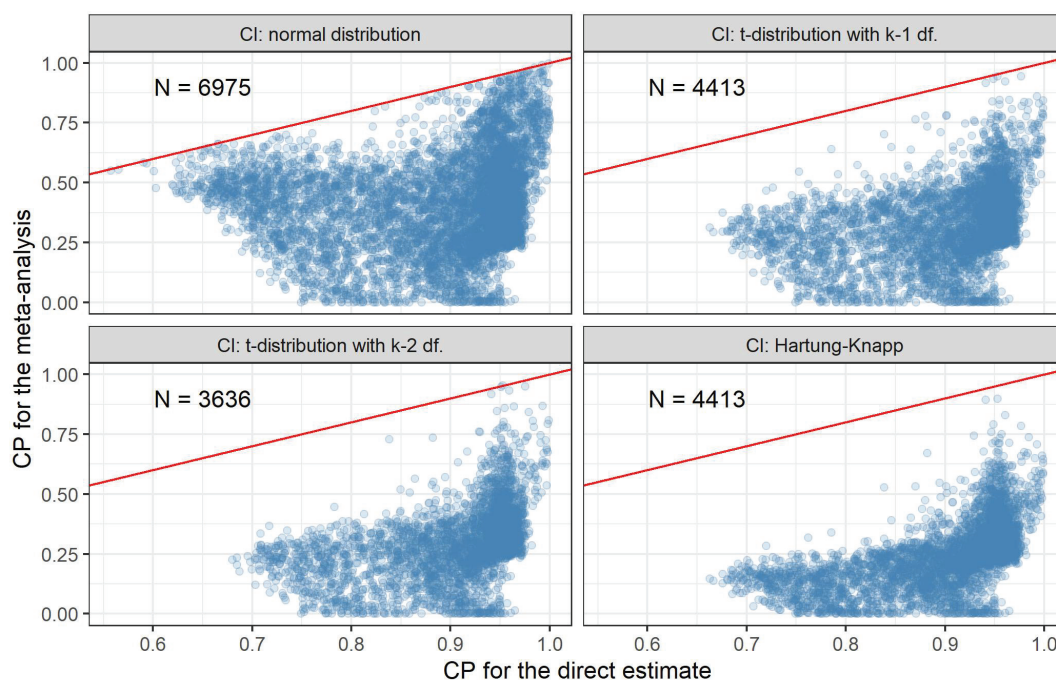 CI: normal distribution
CI: t-distribution with k-1 df.
1.00
0.75
0.50
0.25
0.00
N = 6975
N = 4413
CI: t-distribution with k-2 df.
CI: Hartung-Knapp
1.00
0.75
0.50
0.25
0.00
N = 3636
N = 4413
0.6 0.7 0.8 0.9 1.0
0.6 0.7 0.8 0.9 1.0
CP for the direct estimate
CP for the meta-analysis